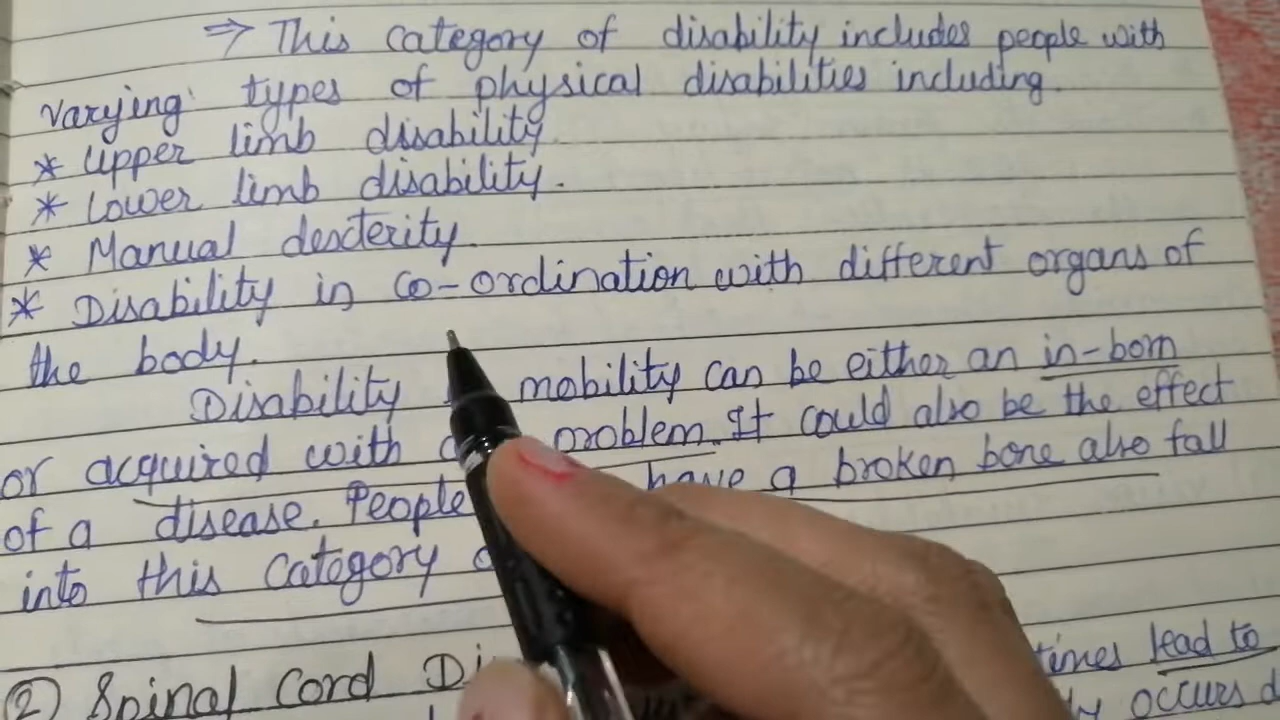 ⇒ This category of disability includes people with
varying types of physical disabilities including.
* Upper limb disability.
* Lower limb disability.
* Manual dexterity.
* Disability in co-ordination with different organs of
the body.
Disability mobility can be either an in-born
or acquired with problem. It could also be the effect
of a disease. People have a broken bone also fall
into this category
② Spinal Cord
times lead to
occurs